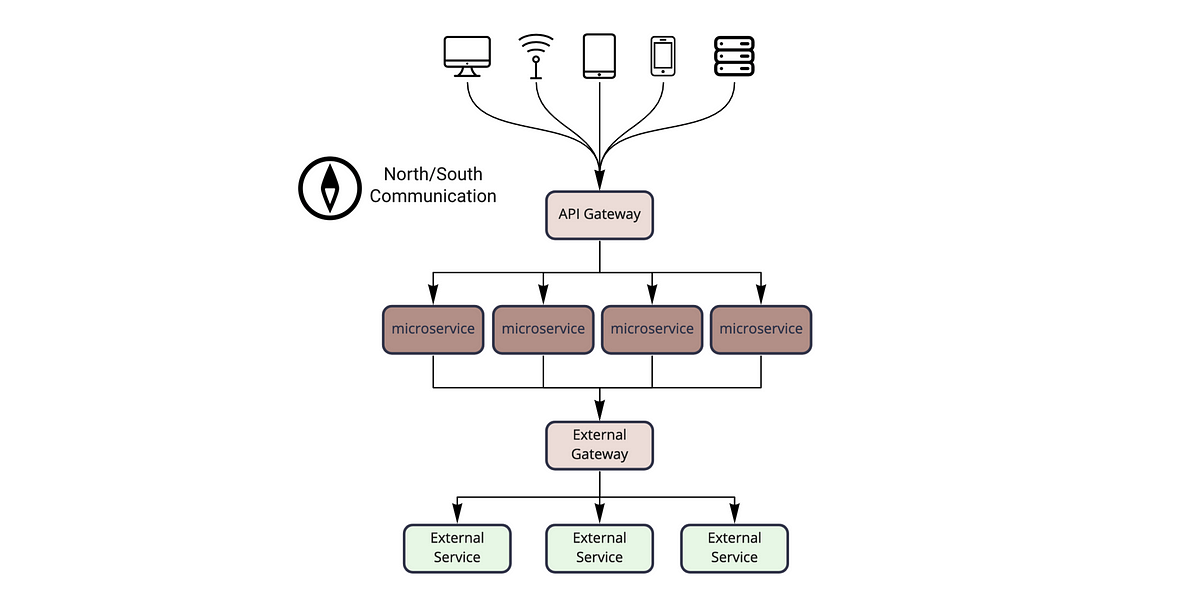 North/South
Communication
API Gateway
microservice
microservice
microservice
microservice
External
Gateway
External
Service
External
Service
External
Service